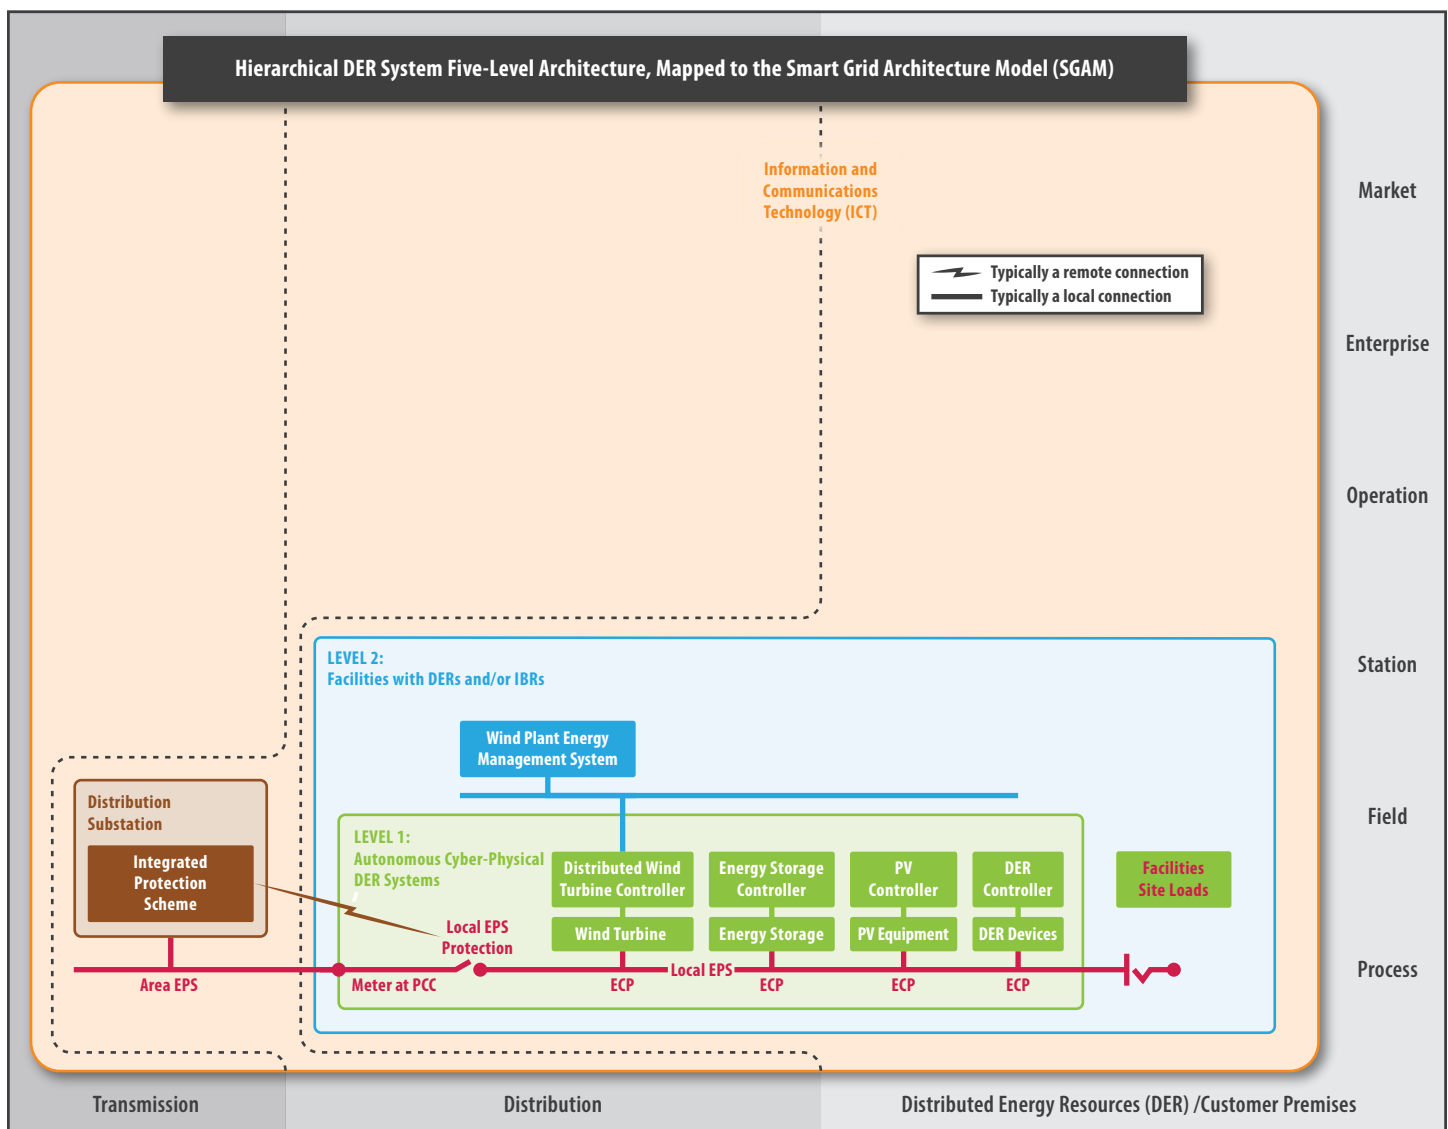 Hierarchical DER System Five-Level Architecture, Mapped to the Smart Grid Architecture Model (SGAM)
Information and
Communications
Technology (ICT)
Market
Typically a remote connection
Typically a local connection
Enterprise
Operation
Station
LEVEL 2:
Facilities with DERs and/or IBRs
Wind Plant Energy
Management System
Field
Distribution
Substation
Integrated
Protection
Scheme
LEVEL 1:
Autonomous Cyber-Physical
DER Systems
Distributed Wind
Turbine Controller
Energy Storage
Controller
PV
Controller
DER
Controller
Facilities
Site Loads
Local EPS
Protection
Wind Turbine
Energy Storage
PV Equipment
DER Devices
Local EPS
Process
Area EPS
Meter at PCC
ECP
ECP
ECP
ECP
Transmission
Distribution
Distributed Energy Resources (DER) /Customer Premises